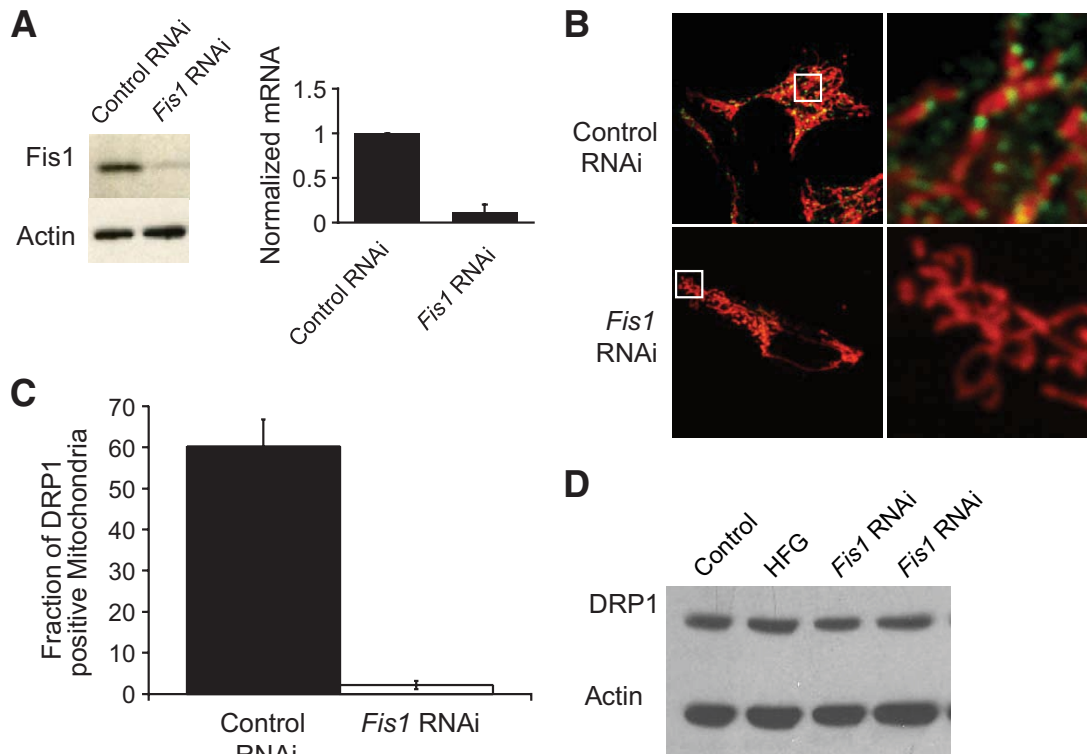 A
Control RNAi
Fis1 RNAi
Fis1
Actin
Normalized mRNA
1.5
1
0.5
0
Control RNAi
Fis1 RNAi
B
Control
RNAi
Fis1
RNAi
C
Fraction of DRP1
positive Mitochondria
70
60
50
40
30
20
10
0
Control
RNAi
Fis1 RNAi
D
Control
HFG
Fis1 RNAi
Fis1 RNAi
DRP1
Actin